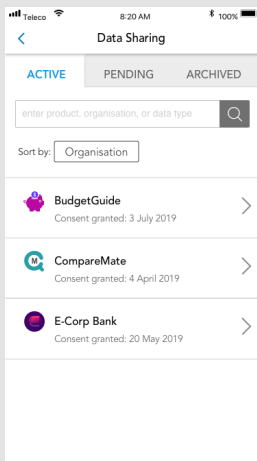 Teleco 8:20 AM 100%
Data Sharing
ACTIVE PENDING ARCHIVED
enter product, organisation, or data type
Sort by: Organisation
BudgetGuide
Consent granted: 3 July 2019
M CompareMate
Consent granted: 4 April 2019
E-Corp Bank
Consent granted: 20 May 2019